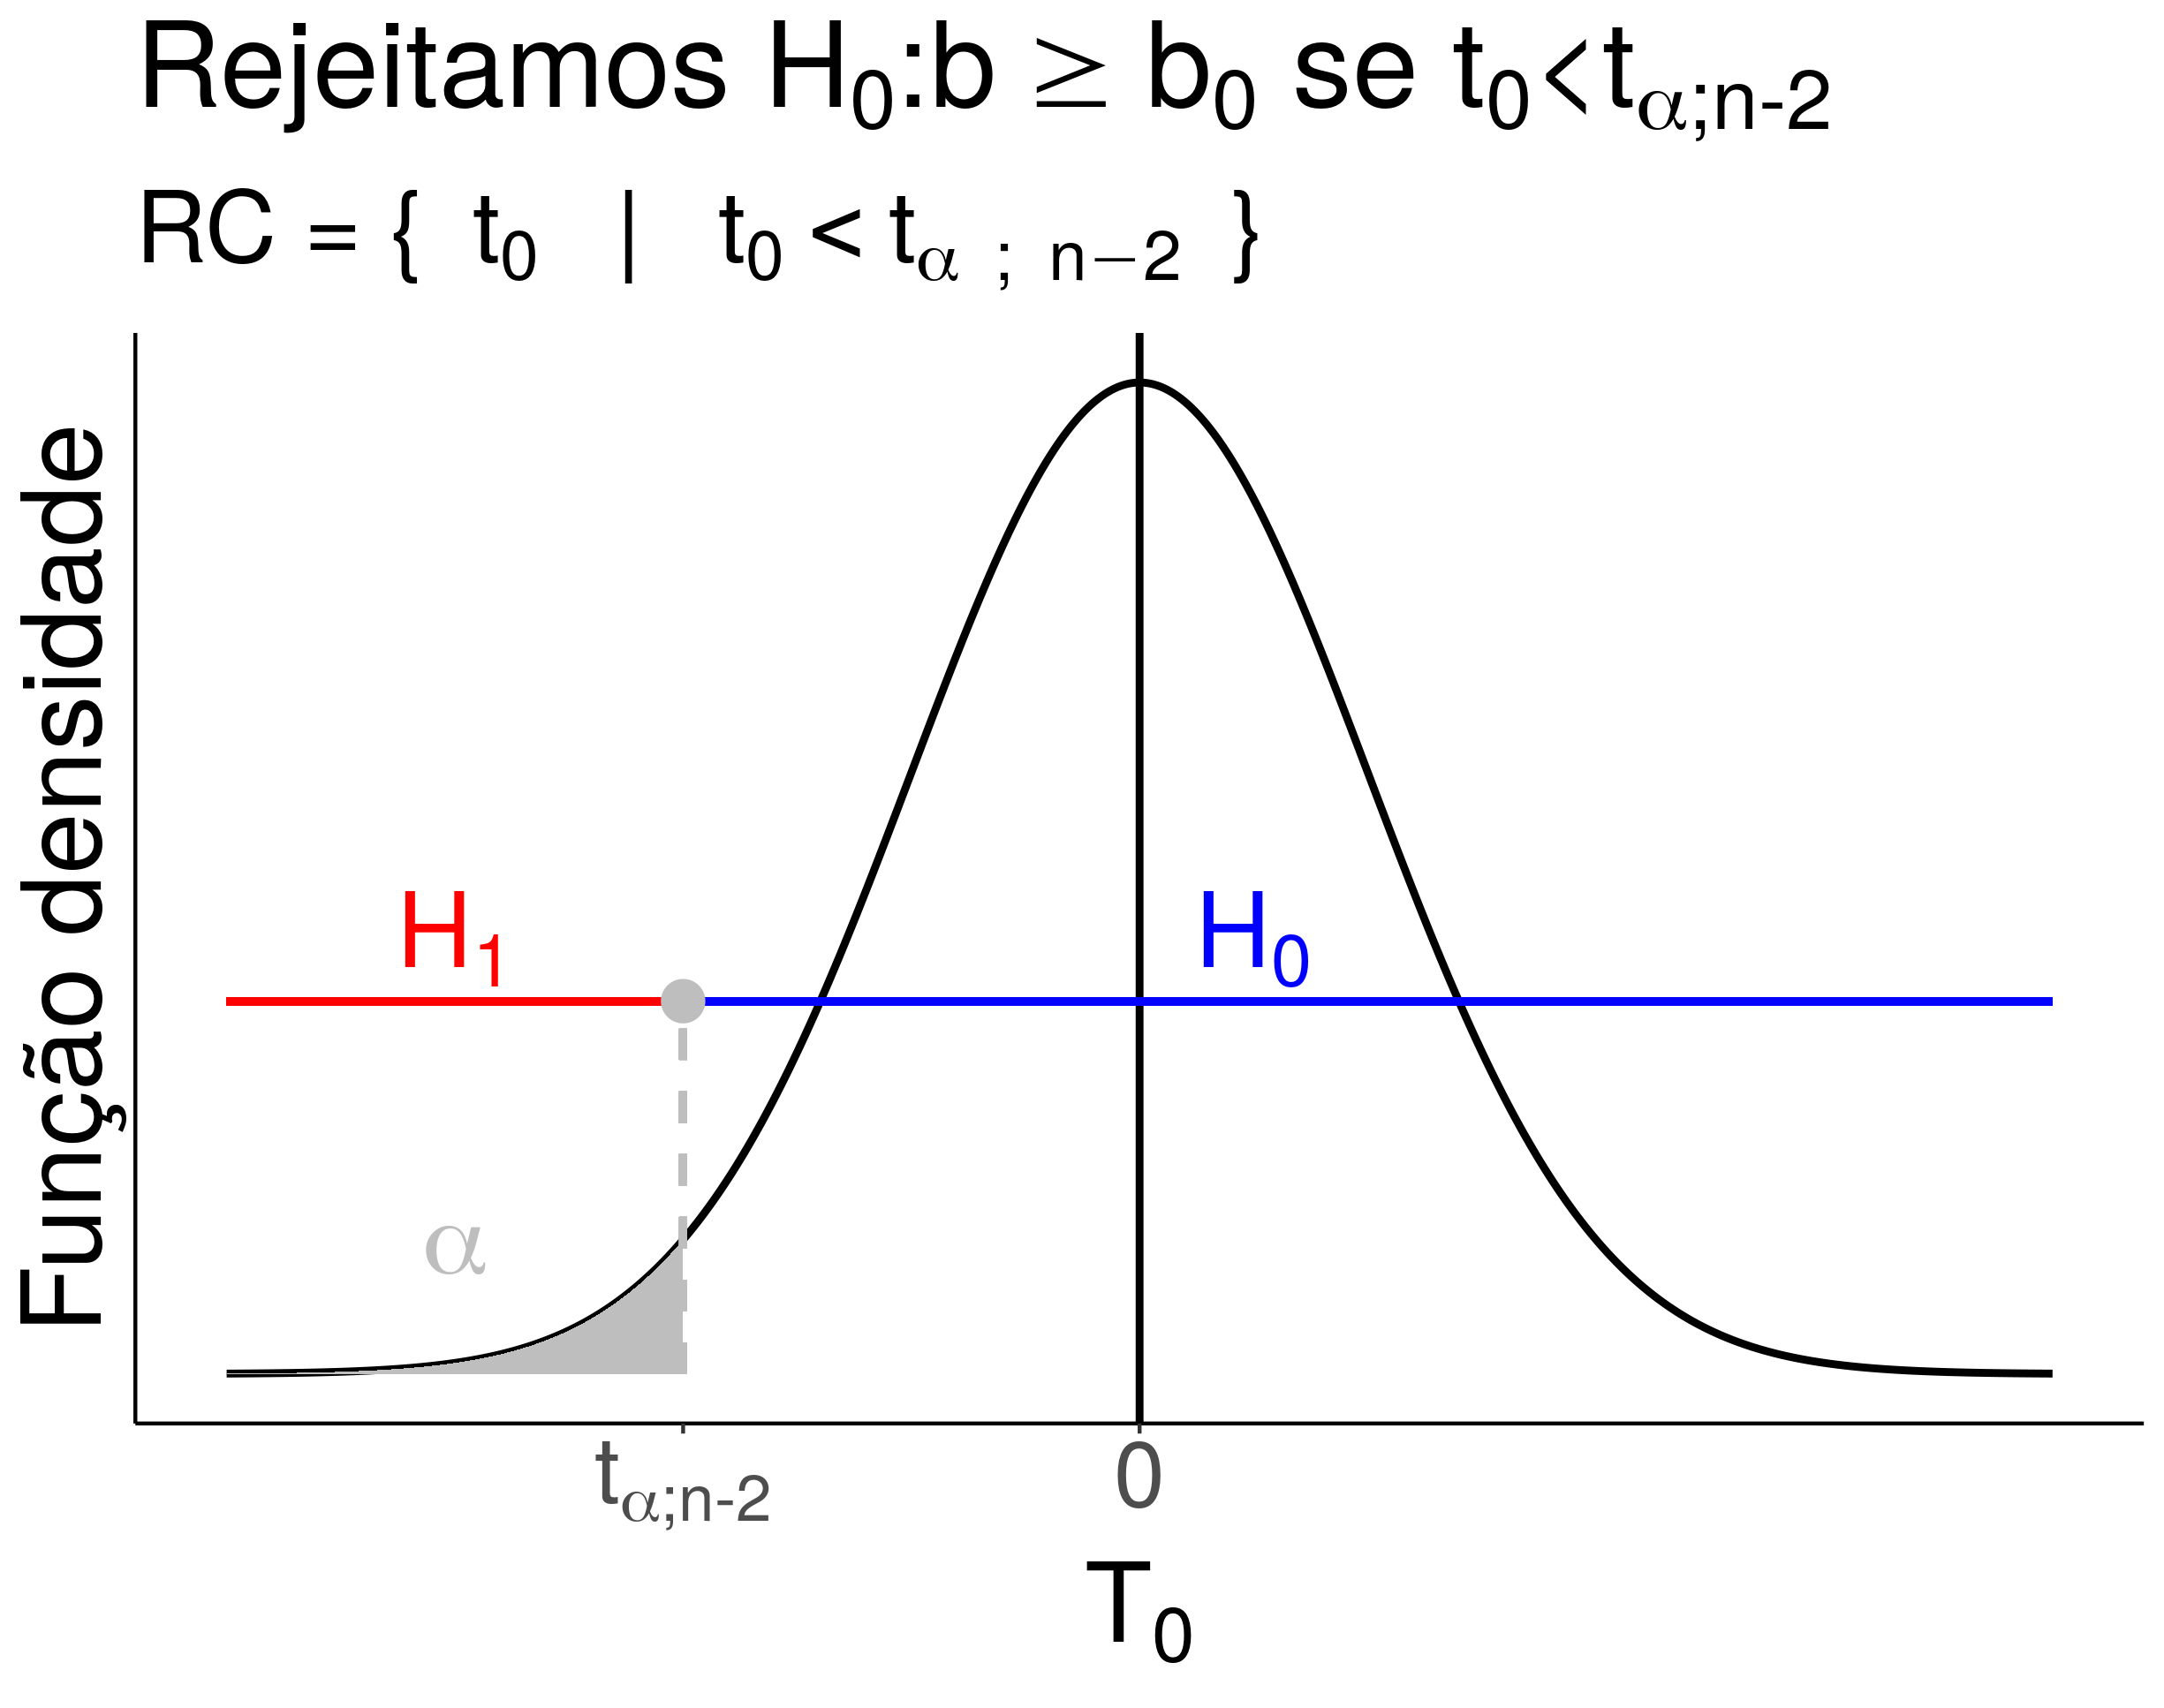 Rejeitamos H₀:b ≥ b₀ se t₀<tα;n-2
RC = { t₀ | t₀ < tα ; n−2 }
Função densidade
H₁
H₀
α
tα;n-2
0
T₀